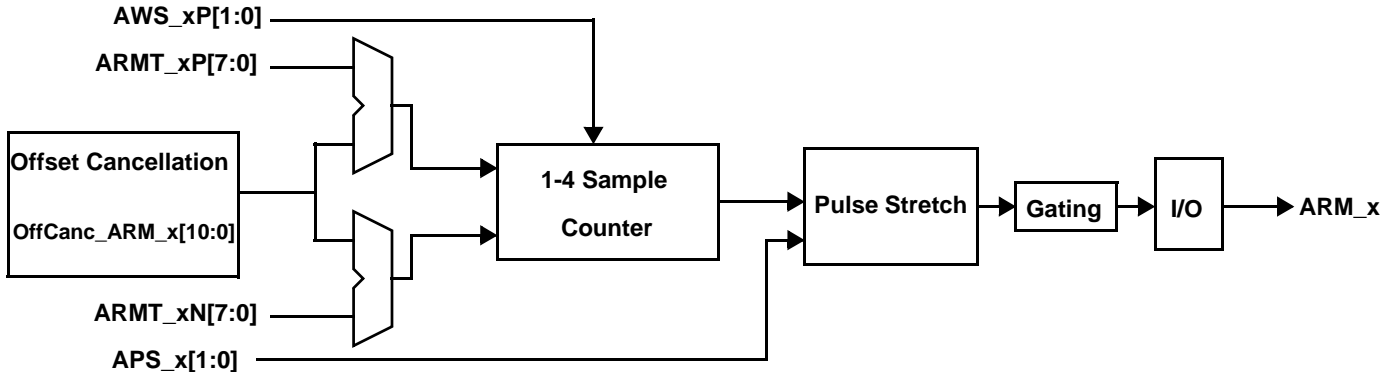 AWS_xP[1:0]
ARMT_xP[7:0]
Offset Cancellation
OffCanc_ARM_x[10:0]
ARMT_xN[7:0]
APS_x[1:0]
1-4 Sample
Counter
Pulse Stretch
Gating
I/O
ARM_x